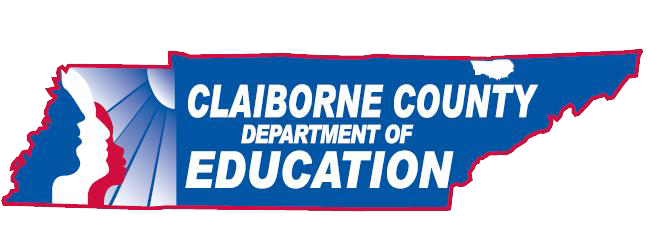 CLAIBORNE COUNTY
DEPARTMENT OF
EDUCATION